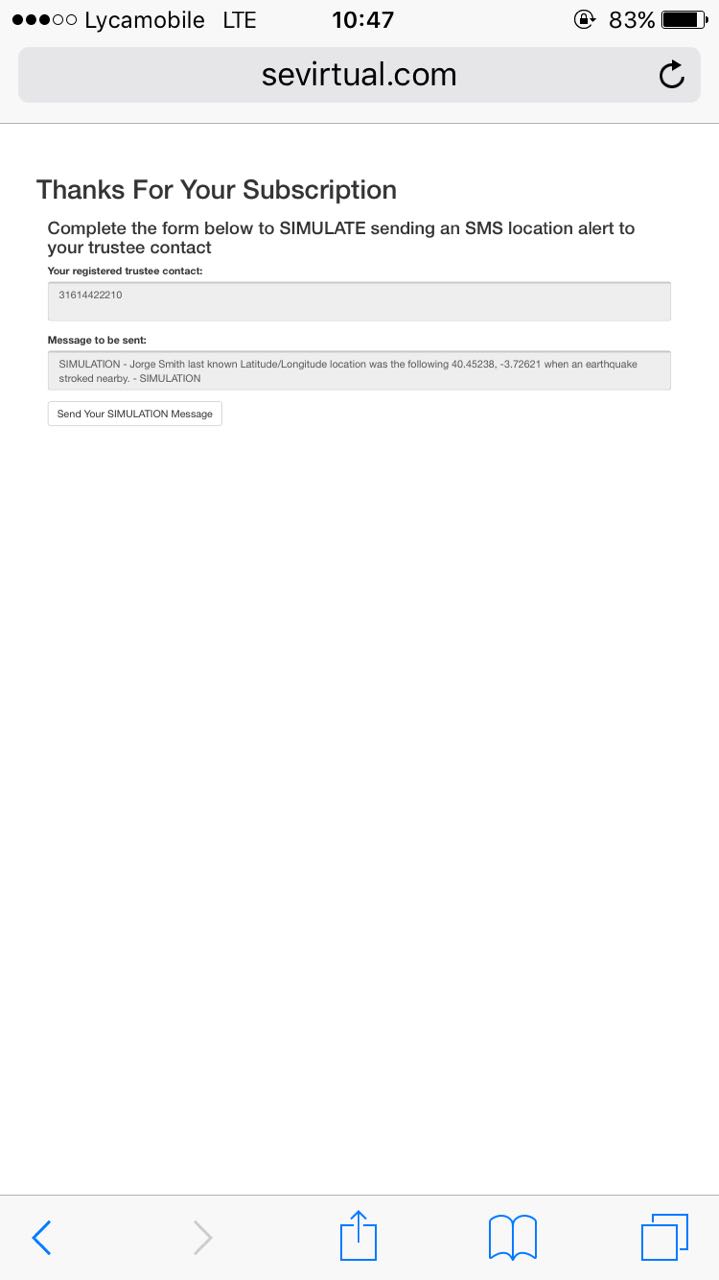 Lycamobile LTE 10:47 83%
sevirtual.com
Thanks For Your Subscription
Complete the form below to SIMULATE sending an SMS location alert to
your trustee contact
Your registered trustee contact:
31614422210
Message to be sent:
SIMULATION - Jorge Smith last known Latitude/Longitude location was the following 40.45238, -3.72621 when an earthquake
stroked nearby. - SIMULATION
Send Your SIMULATION Message